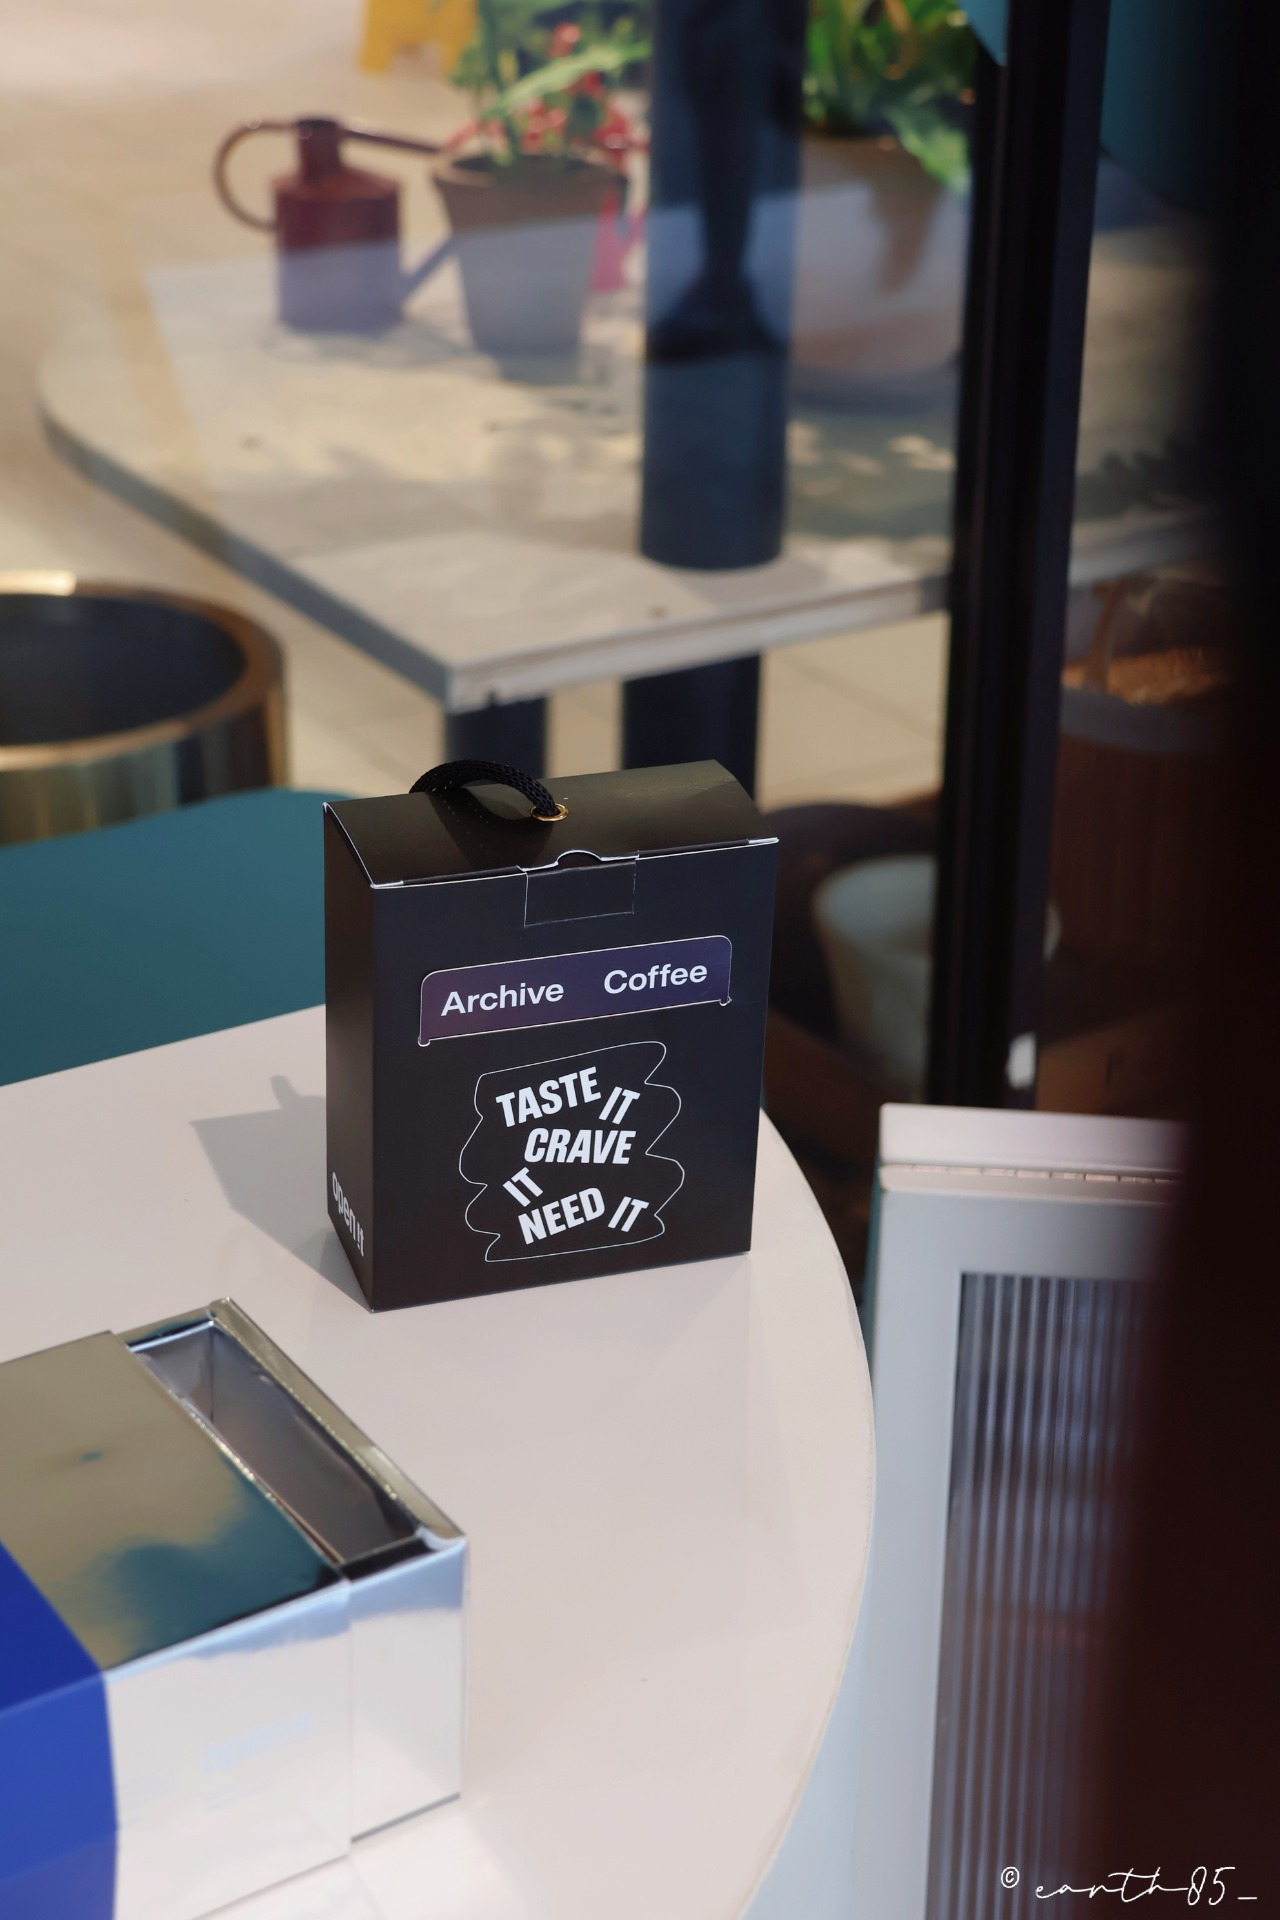 Archive Coffee
TASTE IT
CRAVE
IT
NEED IT
open it
© earth85_